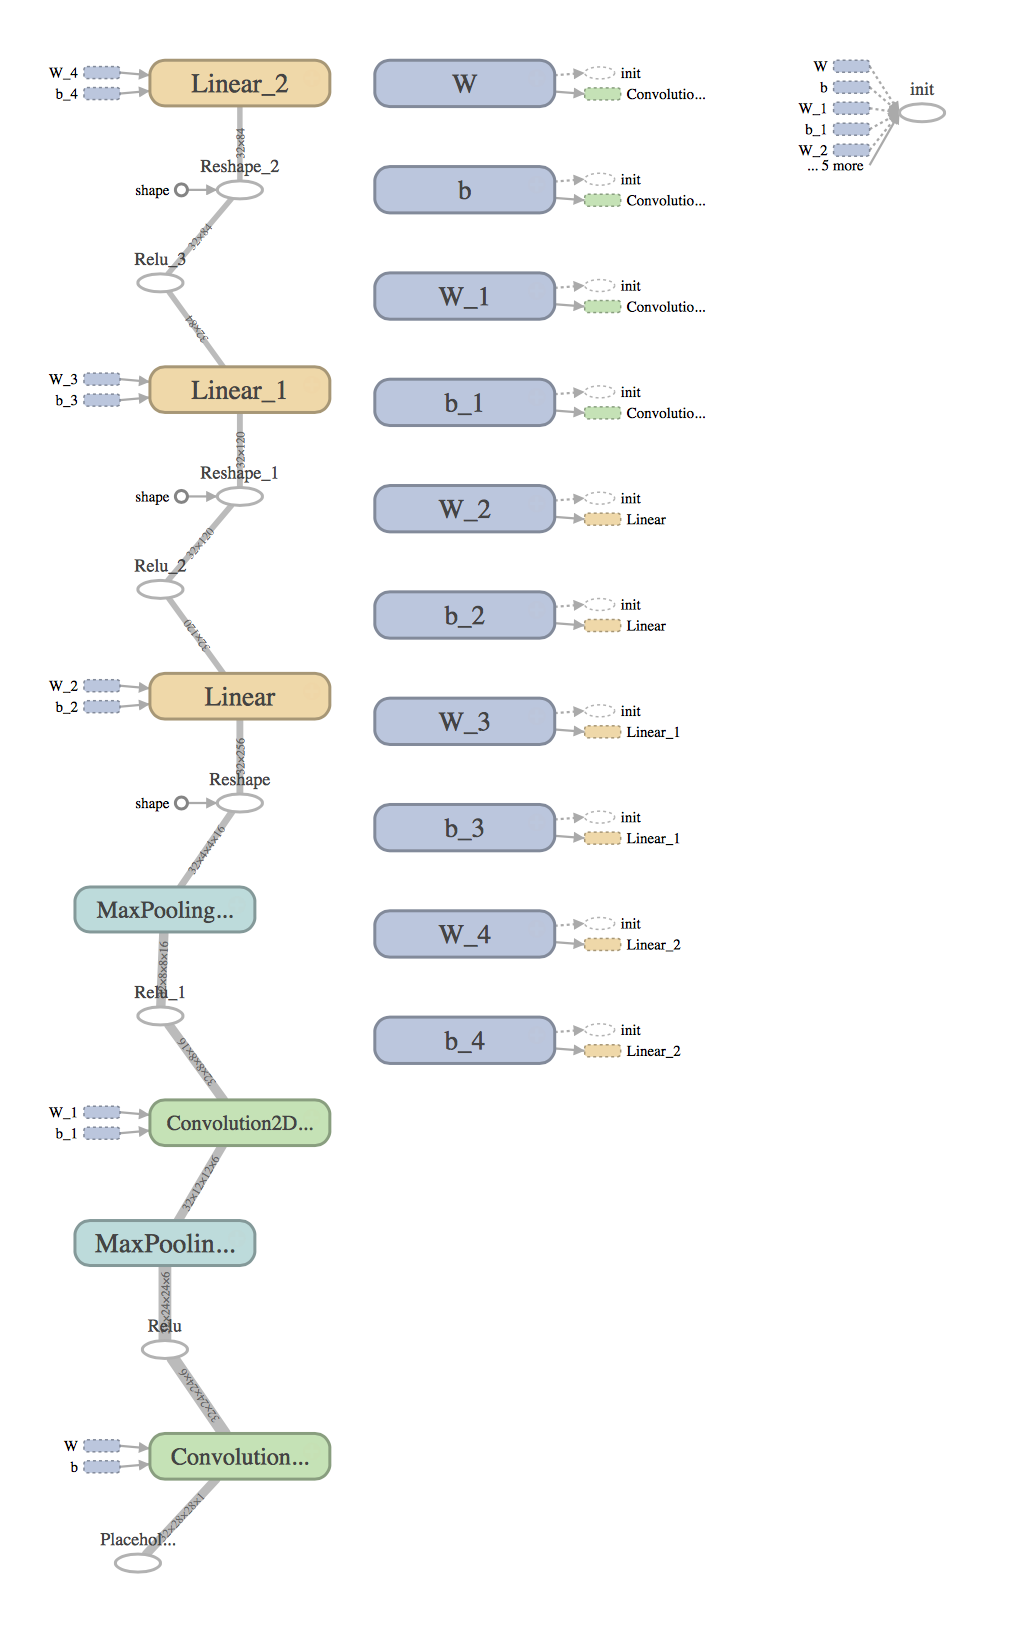 W_4
b_4
Linear_2
32×84
Reshape_2
shape
32×84
Relu_3
32×84
W_3
b_3
Linear_1
32×120
Reshape_1
shape
32×120
Relu_2
32×120
W_2
b_2
Linear
32×256
Reshape
shape
32×4×4×16
MaxPooling...
32×8×8×16
Relu_1
32×8×8×16
W_1
b_1
Convolution2D...
32×12×12×6
MaxPoolin...
32×24×24×6
Relu
32×24×24×6
W
b
Convolution...
32×28×28×1
Placehol...
W
init
Convolutio...
b
init
Convolutio...
W_1
init
Convolutio...
b_1
init
Convolutio...
W_2
init
Linear
b_2
init
Linear
W_3
init
Linear_1
b_3
init
Linear_1
W_4
init
Linear_2
b_4
init
Linear_2
W
b
W_1
b_1
W_2
... 5 more
init